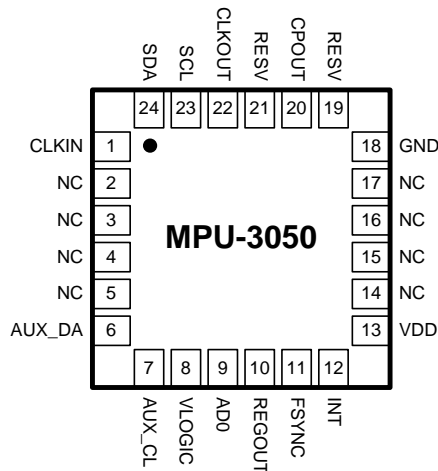 SDA SCL CLKOUT RESV CPOUT RESV
24 23 22 21 20 19
CLKIN 1 18 GND
NC 2 17 NC
NC 3 16 NC
MPU-3050
NC 4 15 NC
NC 5 14 NC
AUX_DA 6 13 VDD
7 8 9 10 11 12
AUX_CL VLOGIC AD0 REGOUT FSYNC INT